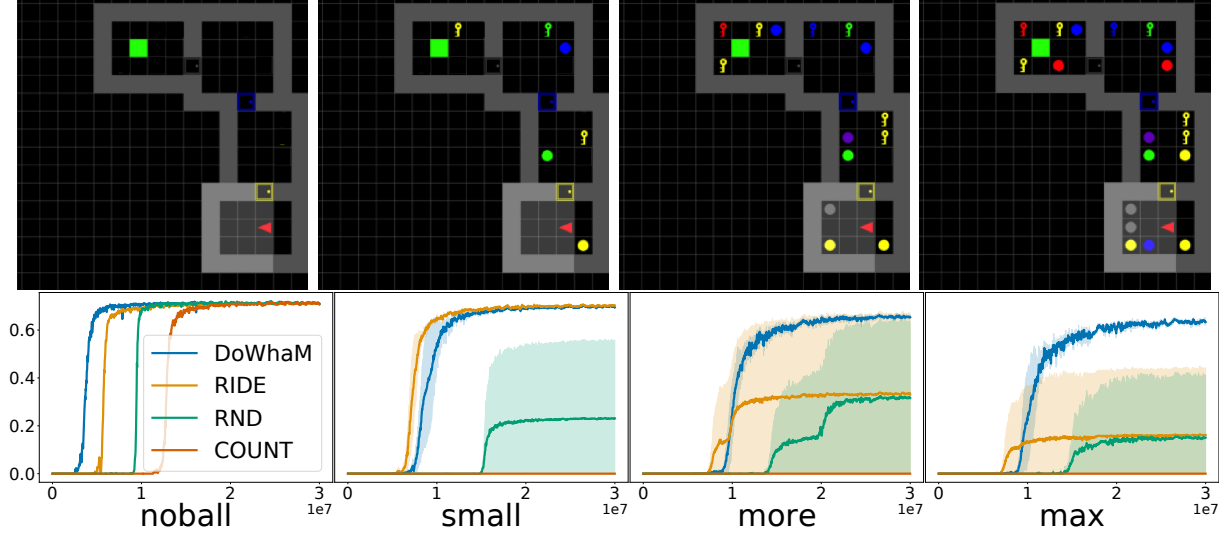 0.6
0.4
0.2
0.0
DoWhaM
RIDE
RND
COUNT
0 1 2 3
1e7
noball
0 1 2 3
1e7
small
0 1 2 3
1e7
more
0 1 2 3
1e7
max